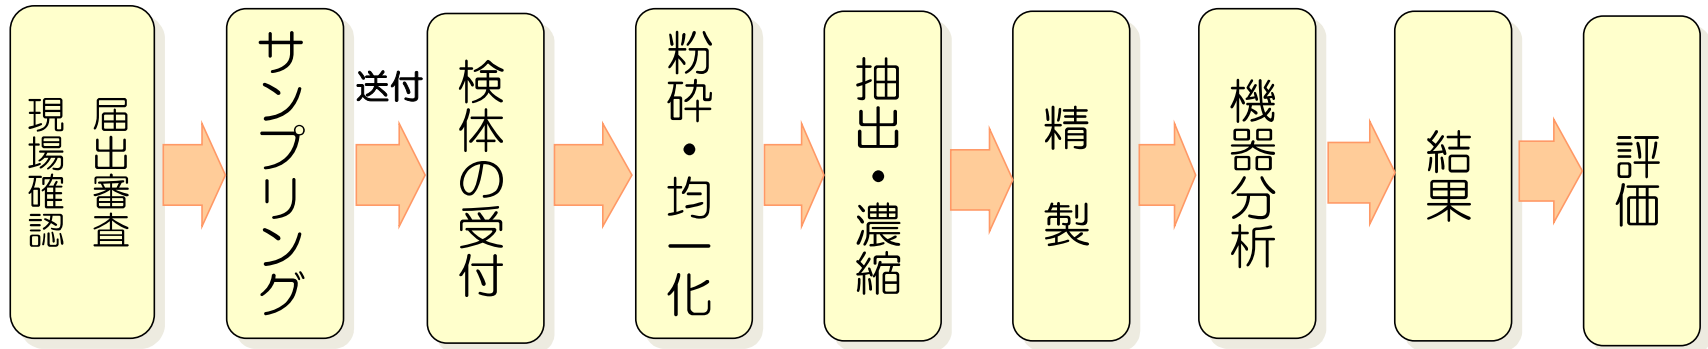 届出審査
現場確認
サンプリング
送付
検体の受付
粉砕・均一化
抽出・濃縮
精製
機器分析
結果
評価